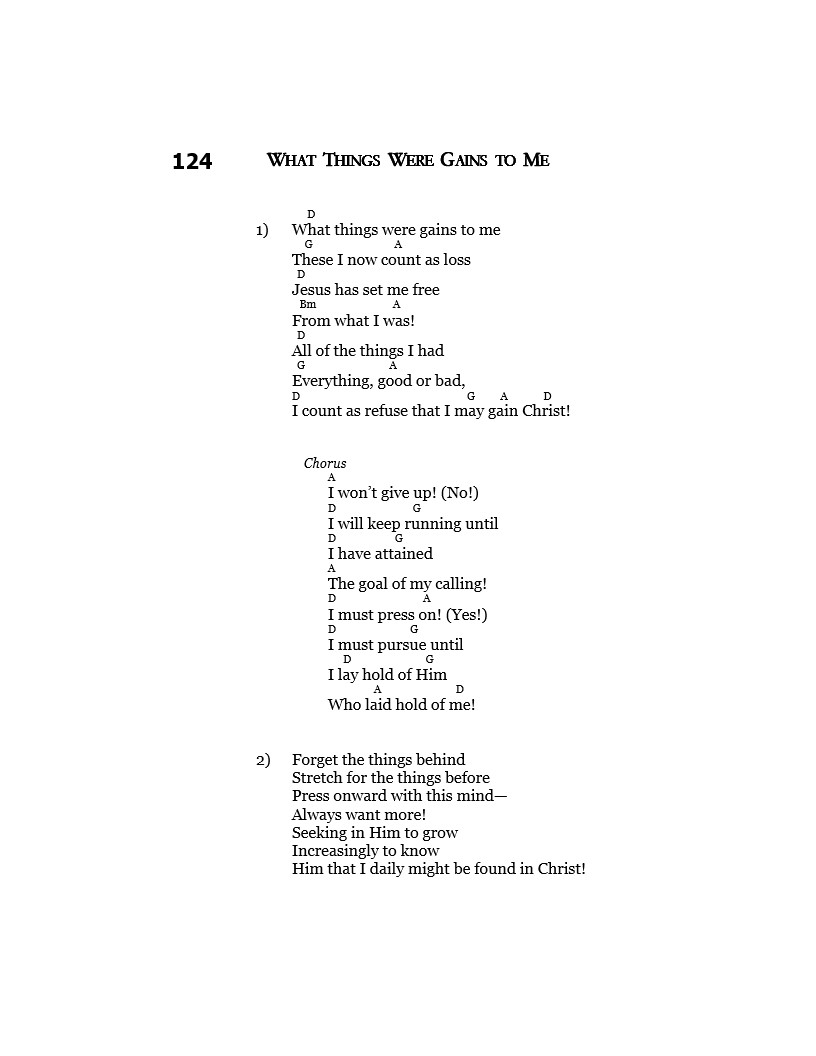 124 What Things Were Gains to Me
D
1) What things were gains to me
G A
These I now count as loss
D
Jesus has set me free
Bm A
From what I was!
D
All of the things I had
G A
Everything, good or bad,
D G A D
I count as refuse that I may gain Christ!
Chorus
A
I won’t give up! (No!)
D G
I will keep running until
D G
I have attained
A
The goal of my calling!
D A
I must press on! (Yes!)
D G
I must pursue until
D G
I lay hold of Him
A D
Who laid hold of me!
2) Forget the things behind
Stretch for the things before
Press onward with this mind—
Always want more!
Seeking in Him to grow
Increasingly to know
Him that I daily might be found in Christ!